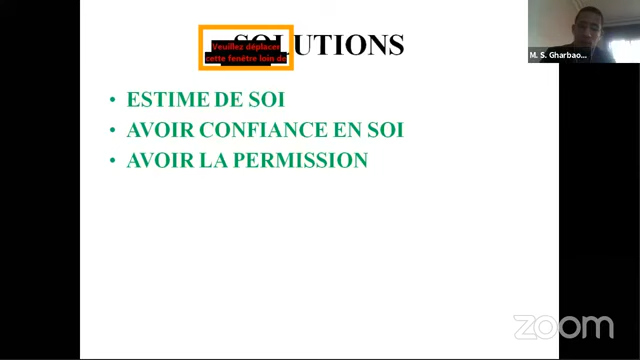 SOLUTIONS
Veuillez déplacer
cette fenêtre loin de
• ESTIME DE SOI
• AVOIR CONFIANCE EN SOI
• AVOIR LA PERMISSION
M. S. Gharbao...
zoom